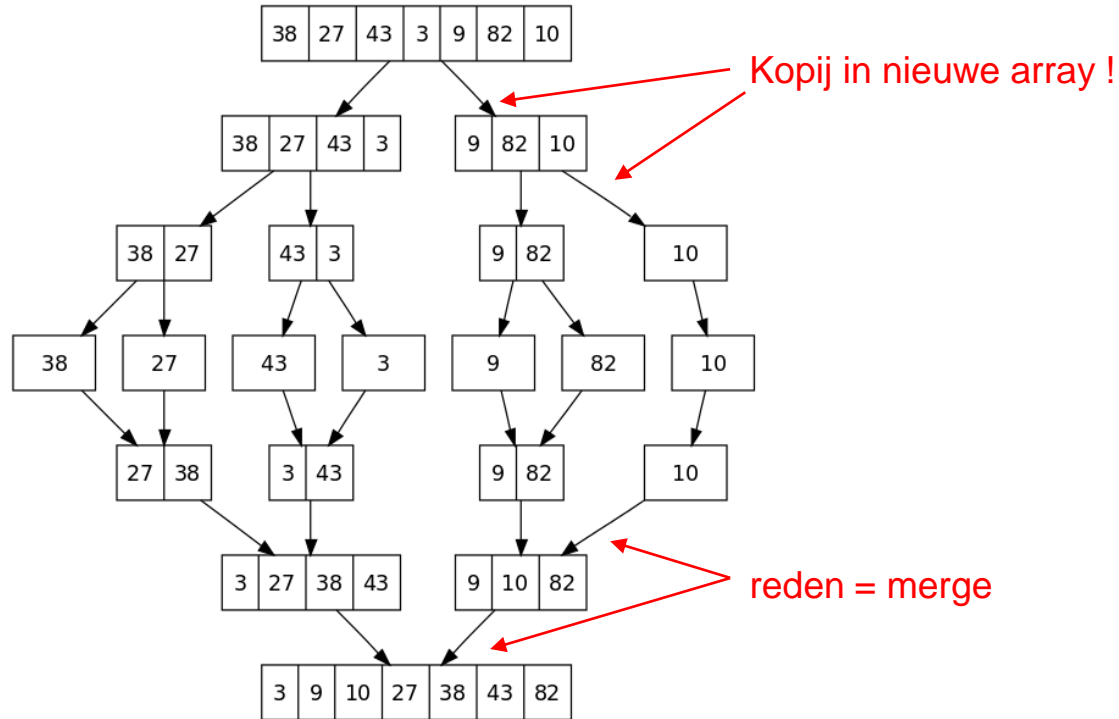 38 27 43 3 9 82 10
Kopij in nieuwe array !
38 27 43 3 9 82 10
38 27 43 3 9 82 10
38 27 43 3 9 82 10
27 38 3 43 9 82 10
3 27 38 43 9 10 82
reden = merge
3 9 10 27 38 43 82